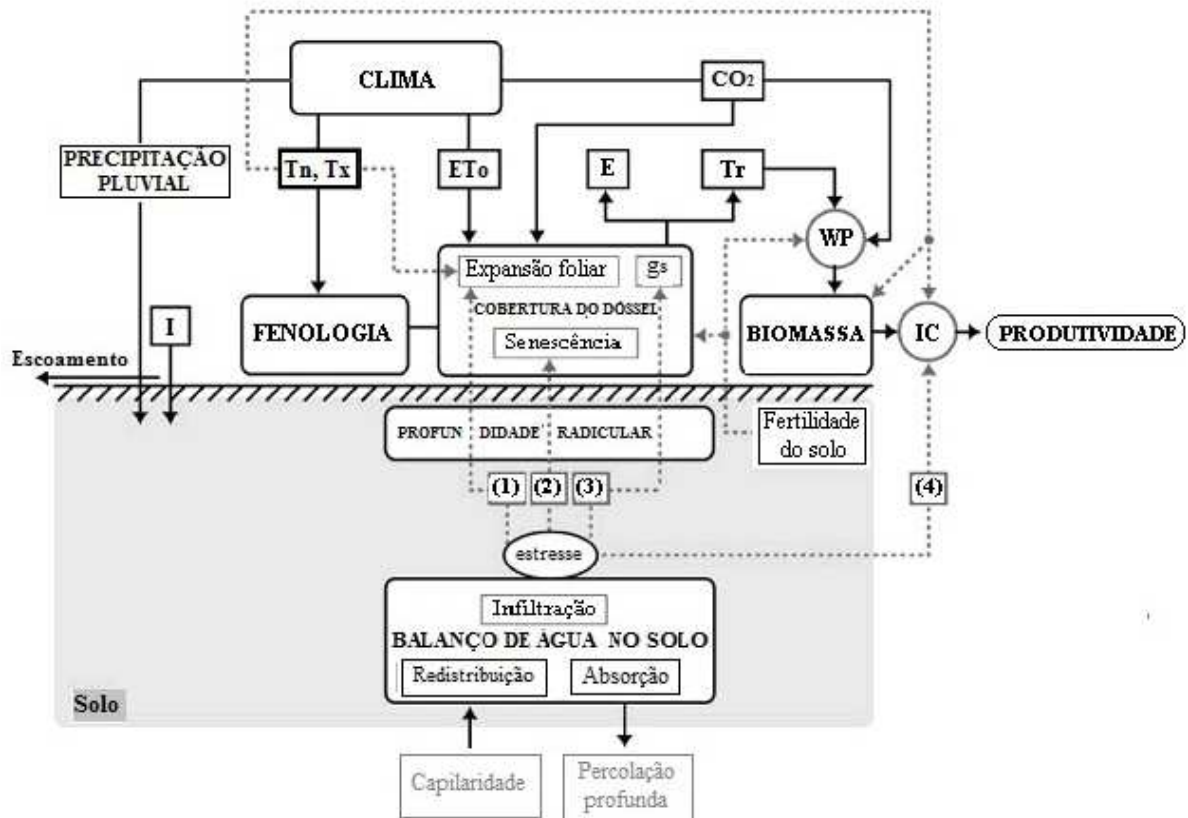 CLIMA
CO₂
PRECIPITAÇÃO
PLUVIAL
Tn, Tx
ETo
E
Tr
WP
Expansão foliar
gs
COBERTURA DO DÓSSEL
Senescência
I
FENOLOGIA
BIOMASSA
IC
PRODUTIVIDADE
Escoamento
PROFUN DIDADE RADICULAR
Fertilidade
do solo
(1) (2) (3)
(4)
estresse
Infiltração
BALANÇO DE ÀGUA NO SOLO
Redistribuição
Absorção
Solo
Capilaridade
Percolação
profunda